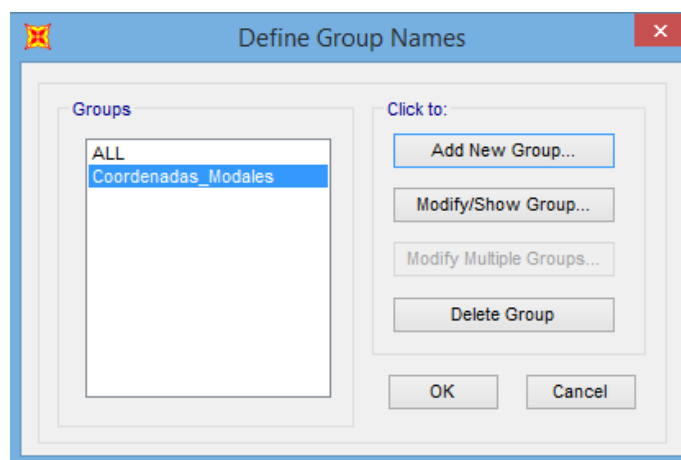 Define Group Names
Groups
ALL
Coordenadas_Modales
Click to:
Add New Group...
Modify/Show Group...
Modify Multiple Groups...
Delete Group
OK
Cancel